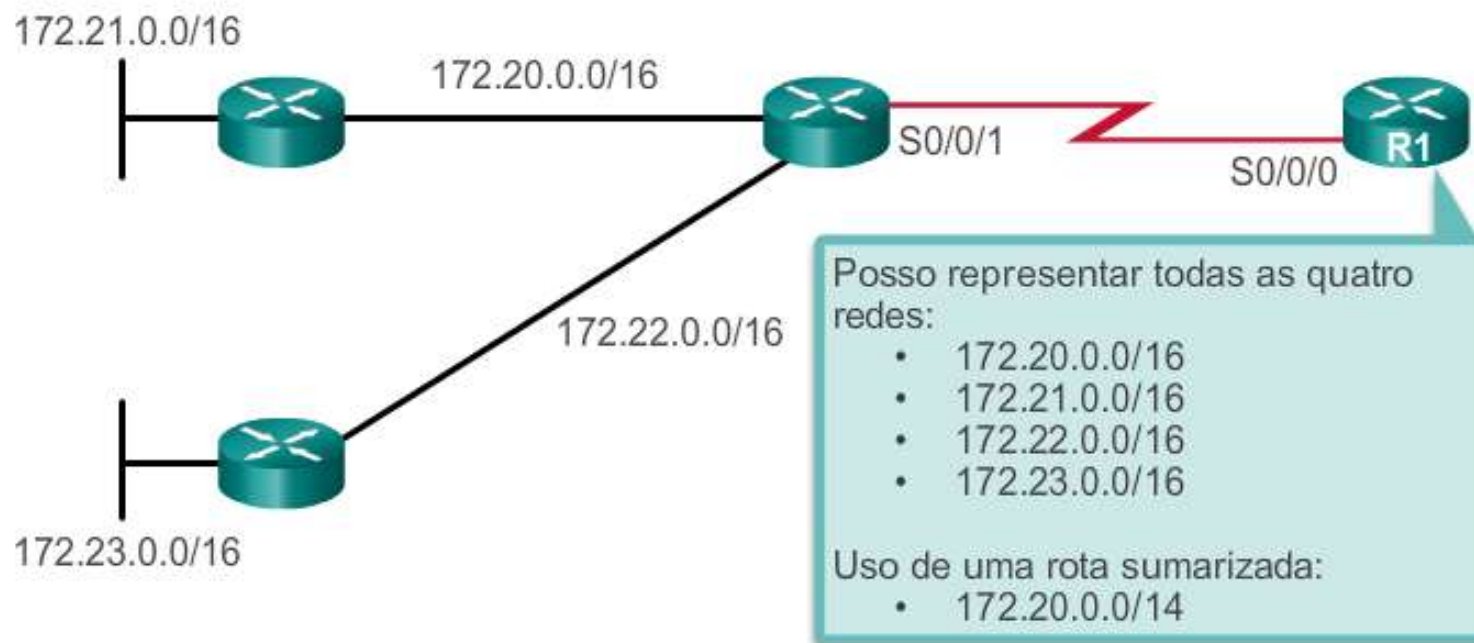 172.21.0.0/16
172.20.0.0/16
S0/0/1
S0/0/0
R1
172.22.0.0/16
172.23.0.0/16
Posso representar todas as quatro
redes:
• 172.20.0.0/16
• 172.21.0.0/16
• 172.22.0.0/16
• 172.23.0.0/16
Uso de uma rota sumarizada:
• 172.20.0.0/14